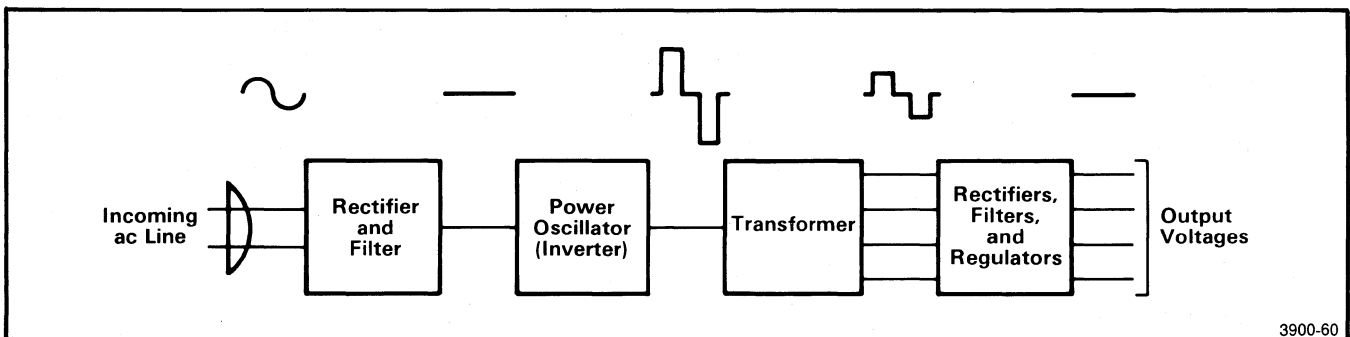 Incoming
ac Line
Rectifier
and
Filter
Power
Oscillator
(Inverter)
Transformer
Rectifiers,
Filters,
and
Regulators
Output
Voltages
3900-60